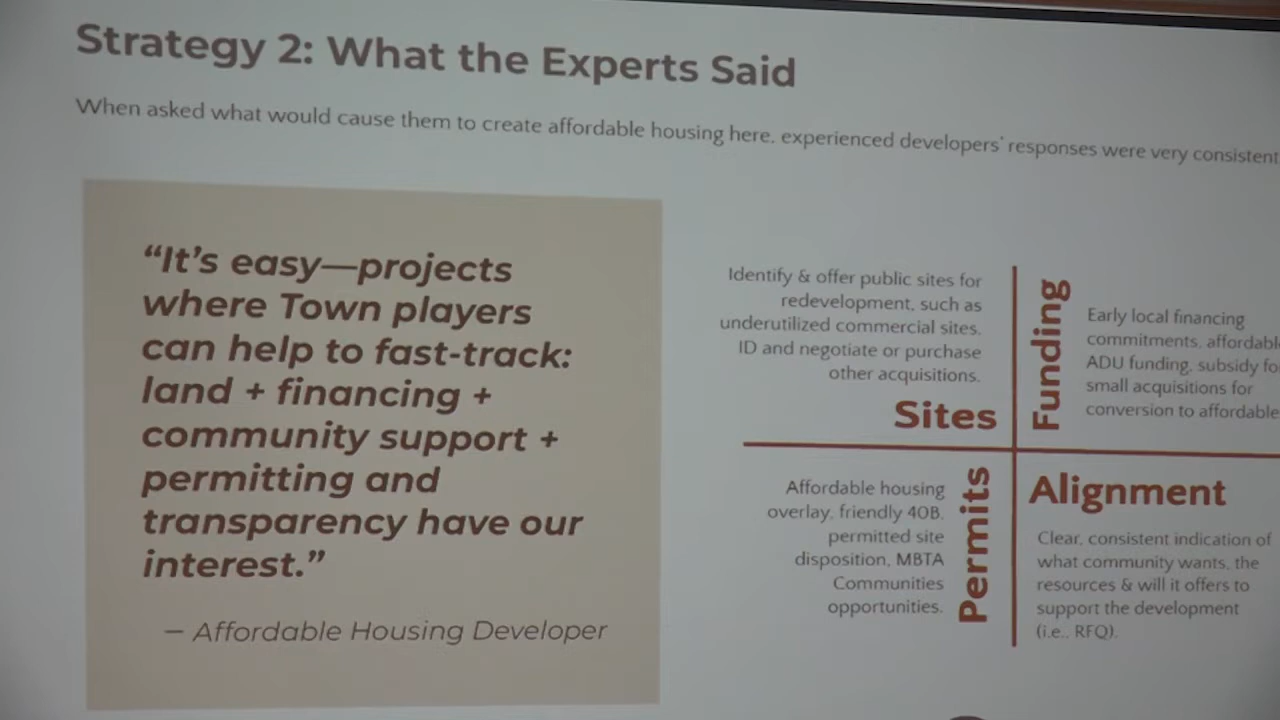 Strategy 2: What the Experts Said
When asked what would cause them to create affordable housing here, experienced developers' responses were very consistent
“It’s easy—projects
where Town players
can help to fast-track:
land + financing +
community support +
permitting and
transparency have our
interest.”
— Affordable Housing Developer
Identify & offer public sites for
redevelopment, such as
underutilized commercial sites.
ID and negotiate or purchase
other acquisitions.
Sites
Funding
Early local financing
commitments, affordabl
ADU funding, subsidy fo
small acquisitions for
conversion to affordable
Affordable housing
overlay, friendly 40B,
permitted site
disposition, MBTA
Communities
opportunities.
Permits
Alignment
Clear, consistent indication of
what community wants, the
resources & will it offers to
support the development
(i.e., RFQ).